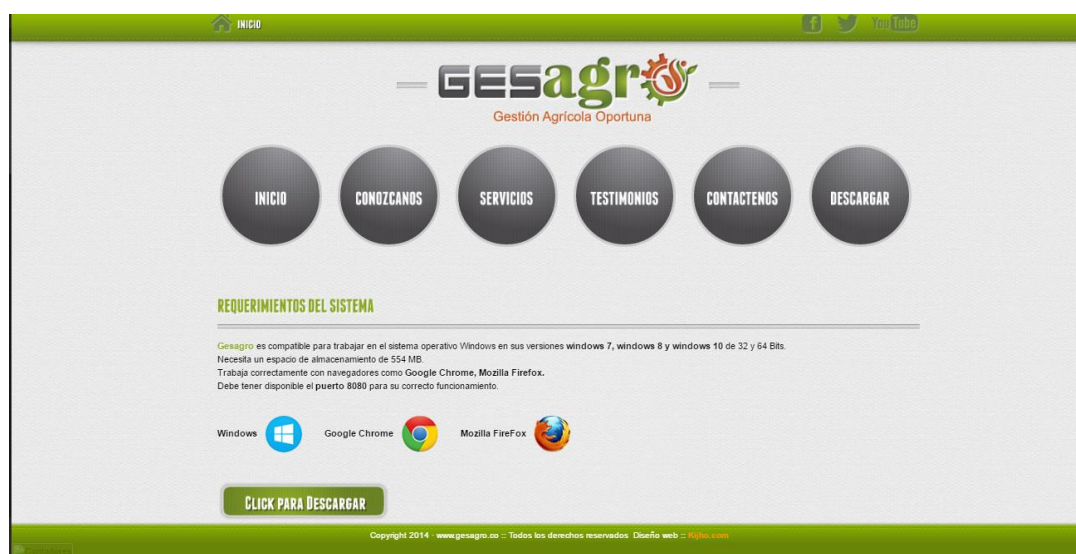 INICIO
You Tube
GESagro
Gestión Agrícola Oportuna
INICIO
CONOZCANOS
SERVICIOS
TESTIMONIOS
CONTACTENOS
DESCARGAR
REQUERIMIENTOS DEL SISTEMA
Gesagro es compatible para trabajar en el sistema operativo Windows en sus versiones windows 7, windows 8 y windows 10 de 32 y 64 Bits.
Necesita un espacio de almacenamiento de 554 MB.
Trabaja correctamente con navegadores como Google Chrome, Mozilla Firefox.
Debe tener disponible el puerto 8080 para su correcto funcionamiento.
Windows Google Chrome Mozilla FireFox
CLICK PARA DESCARGAR
Copyright 2014 · www.gesagro.co :: Todos los derechos reservados Diseño web :: Kijho.com